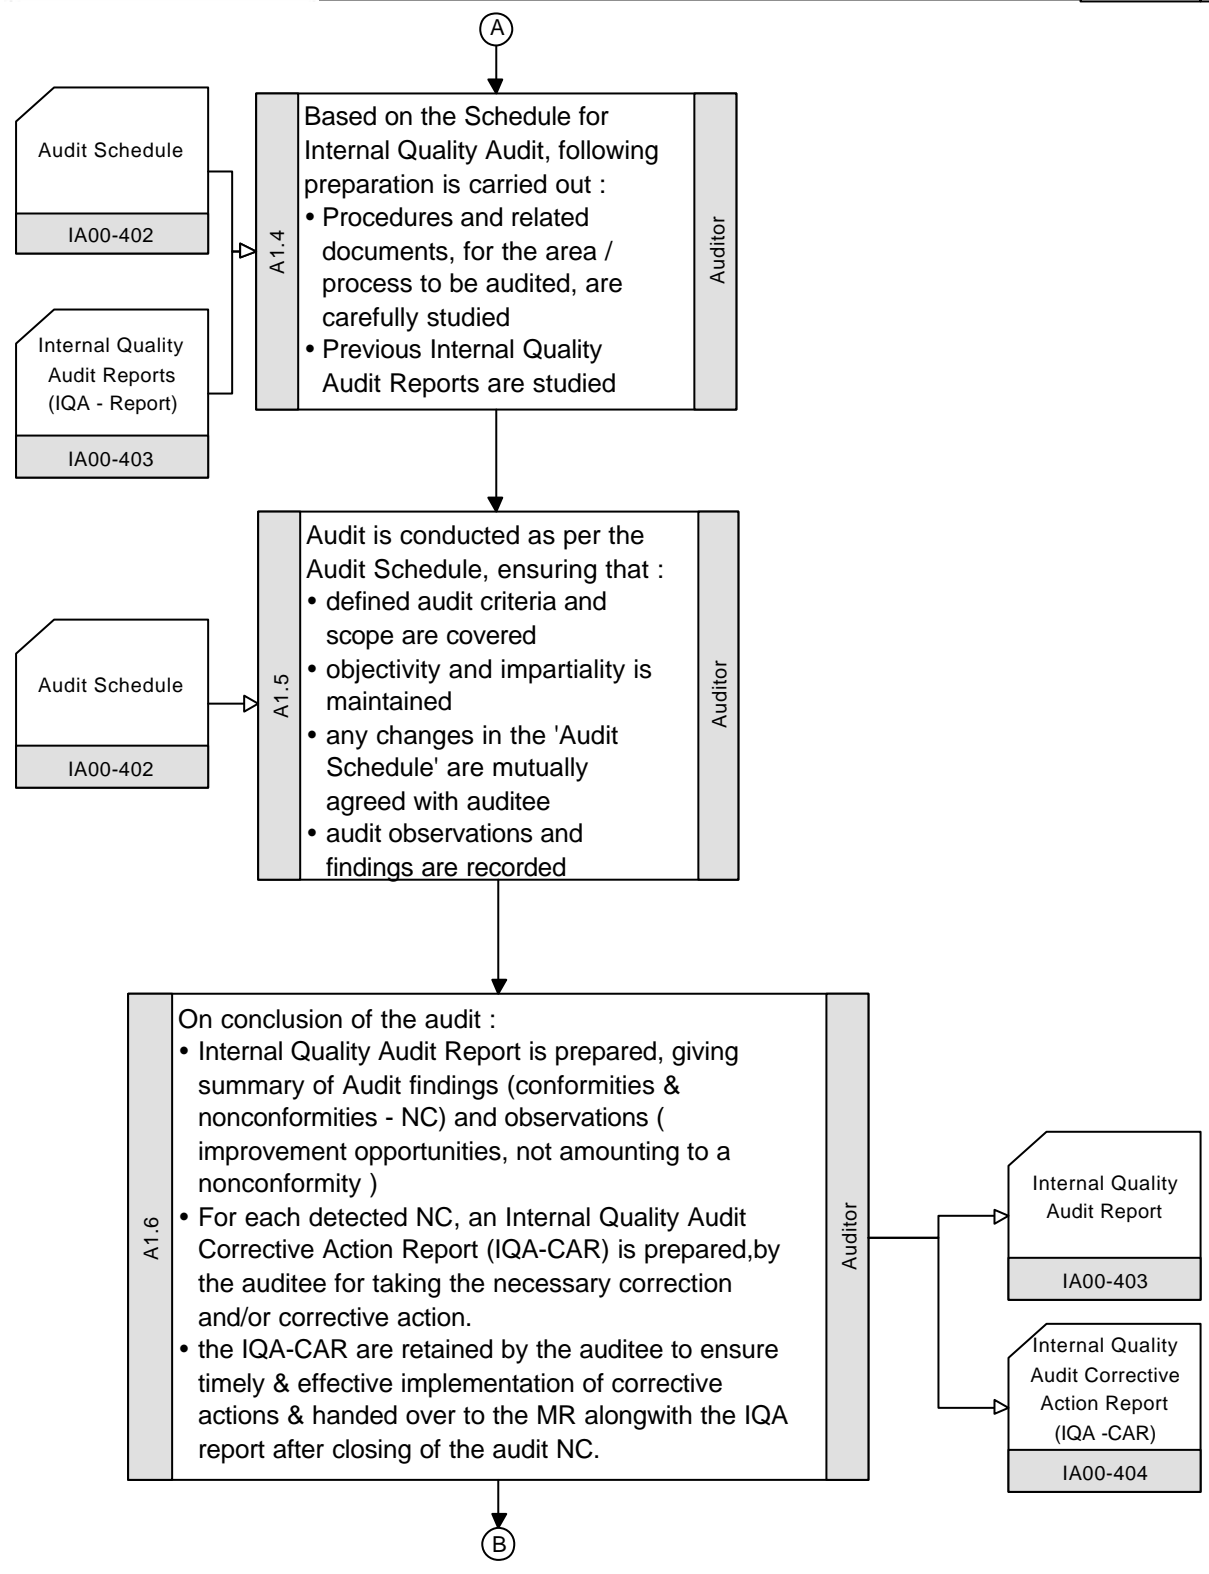 A
Audit Schedule
IA00-402
Internal Quality
Audit Reports
(IQA - Report)
IA00-403
A1.4
Based on the Schedule for
Internal Quality Audit, following
preparation is carried out :
• Procedures and related
documents, for the area /
process to be audited, are
carefully studied
• Previous Internal Quality
Audit Reports are studied
Auditor
Audit Schedule
IA00-402
A1.5
Audit is conducted as per the
Audit Schedule, ensuring that :
• defined audit criteria and
scope are covered
• objectivity and impartiality is
maintained
• any changes in the 'Audit
Schedule' are mutually
agreed with auditee
• audit observations and
findings are recorded
Auditor
A1.6
On conclusion of the audit :
• Internal Quality Audit Report is prepared, giving
summary of Audit findings (conformities &
nonconformities - NC) and observations (
improvement opportunities, not amounting to a
nonconformity )
• For each detected NC, an Internal Quality Audit
Corrective Action Report (IQA-CAR) is prepared,by
the auditee for taking the necessary correction
and/or corrective action.
• the IQA-CAR are retained by the auditee to ensure
timely & effective implementation of corrective
actions & handed over to the MR alongwith the IQA
report after closing of the audit NC.
Auditor
Internal Quality
Audit Report
IA00-403
Internal Quality
Audit Corrective
Action Report
(IQA -CAR)
IA00-404
B